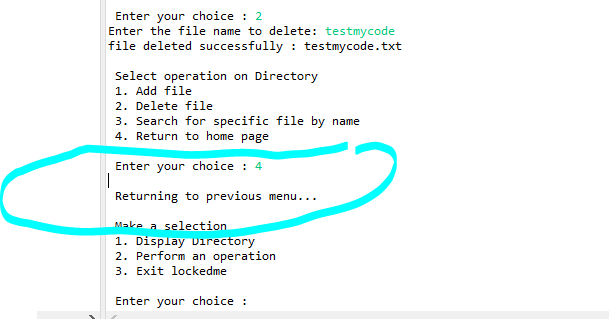 Enter your choice : 2
Enter the file name to delete: testmycode
file deleted successfully : testmycode.txt
Select operation on Directory
1. Add file
2. Delete file
3. Search for specific file by name
4. Return to home page
Enter your choice : 4
Returning to previous menu...
Make a selection
1. Display Directory
2. Perform an operation
3. Exit lockedme
Enter your choice :